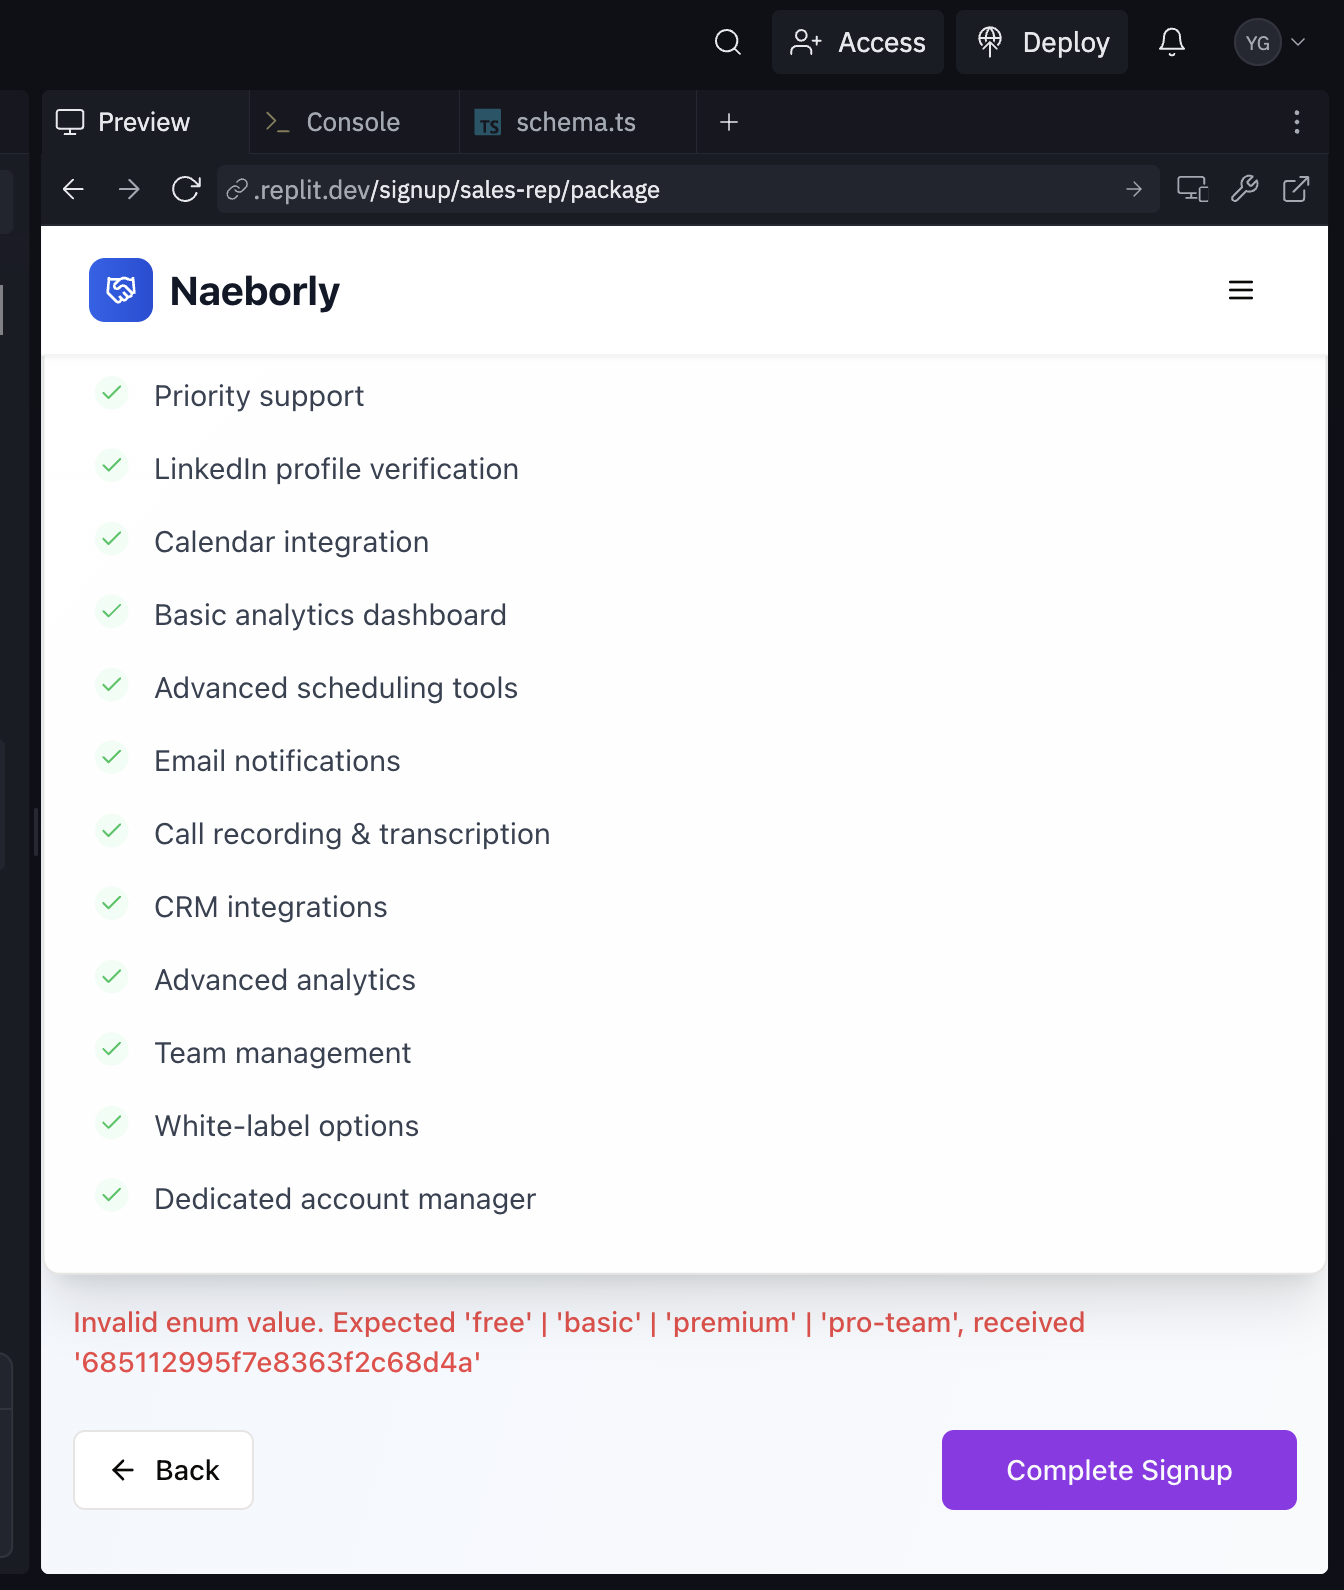 Access
Deploy
YG
Preview
Console
TS schema.ts
.replit.dev/signup/sales-rep/package
Naeborly
Priority support
LinkedIn profile verification
Calendar integration
Basic analytics dashboard
Advanced scheduling tools
Email notifications
Call recording & transcription
CRM integrations
Advanced analytics
Team management
White-label options
Dedicated account manager
Invalid enum value. Expected 'free' | 'basic' | 'premium' | 'pro-team', received
'685112995f7e8363f2c68d4a'
Back
Complete Signup